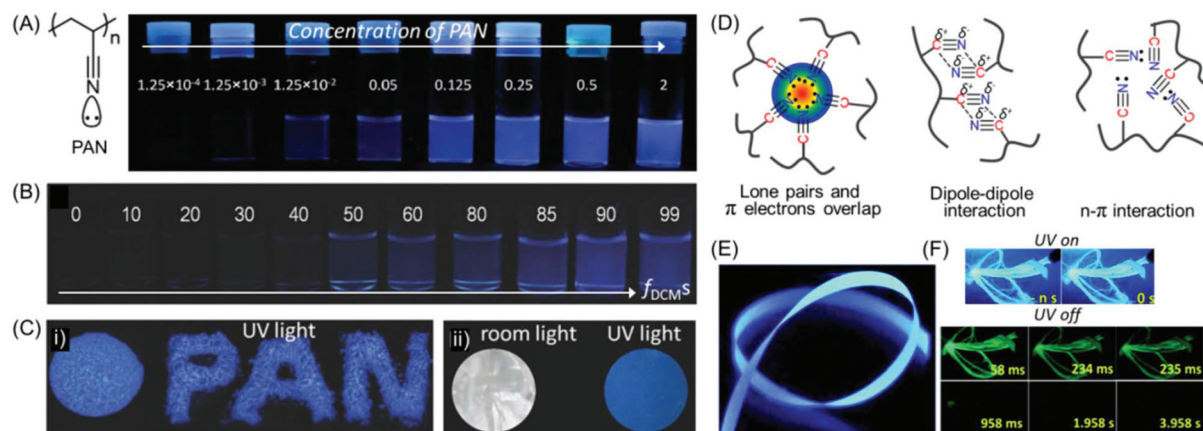 (A)
n
C
N
PAN
Concentration of PAN
1.25×10⁻⁴ 1.25×10⁻³ 1.25×10⁻² 0.05 0.125 0.25 0.5 2
(B)
0 10 20 30 40 50 60 80 85 90 99
fDCMs
(C)
i)
UV light
PAN
ii)
room light UV light
(D)
Lone pairs and
π electrons overlap
Dipole-dipole
interaction
n-π interaction
(E)
(F)
UV on
- n s 0 s
UV off
58 ms 234 ms 235 ms
958 ms 1.958 s 3.958 s